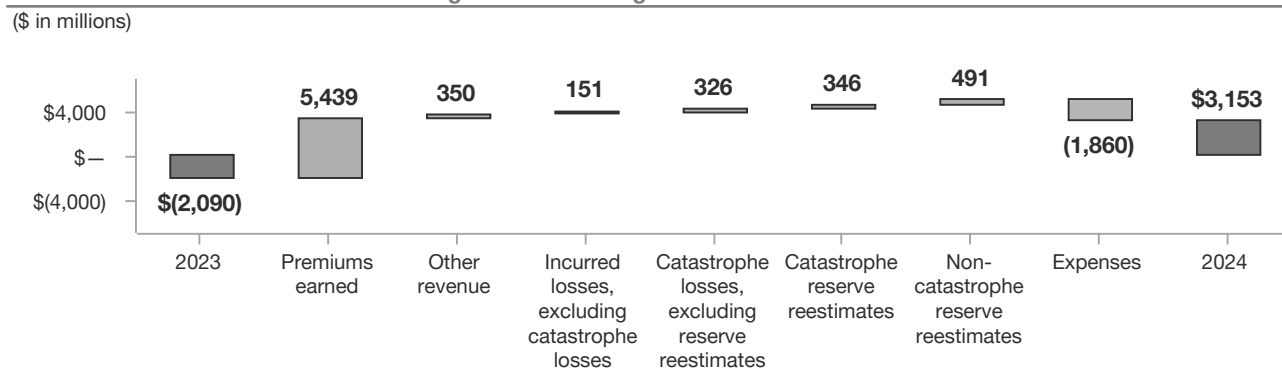 ($ in millions)
5,439
350
151
326
346
491
$3,153
$4,000
$—
(1,860)
$(4,000)
$(2,090)
2023
Premiums
earned
Other
revenue
Incurred
losses,
excluding
catastrophe
losses
Catastrophe
losses,
excluding
reserve
reestimates
Catastrophe
reserve
reestimates
Non-
catastrophe
reserve
reestimates
Expenses
2024